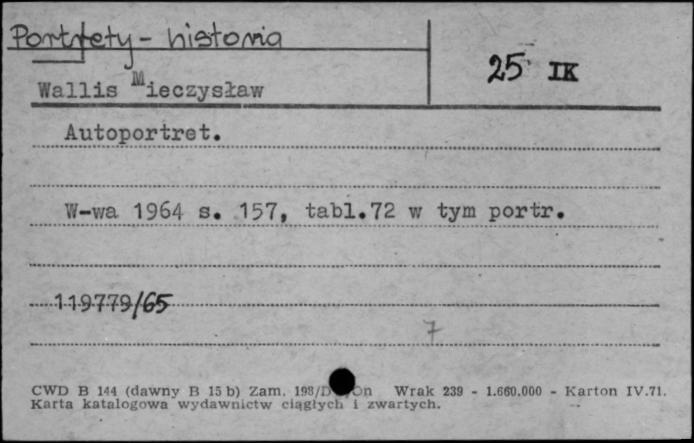 Portrety - historia
25 IK
Wallis Mieczysław
Autoportret.
W-wa 1964 s. 157, tabl.72 w tym portr.
119779/65
7
CWD B 144 (dawny B 15 b) Zam. 198/D On Wrak 239 - 1.660.000 - Karton IV.71.
Karta katalogowa wydawnictw ciągłych i zwartych.